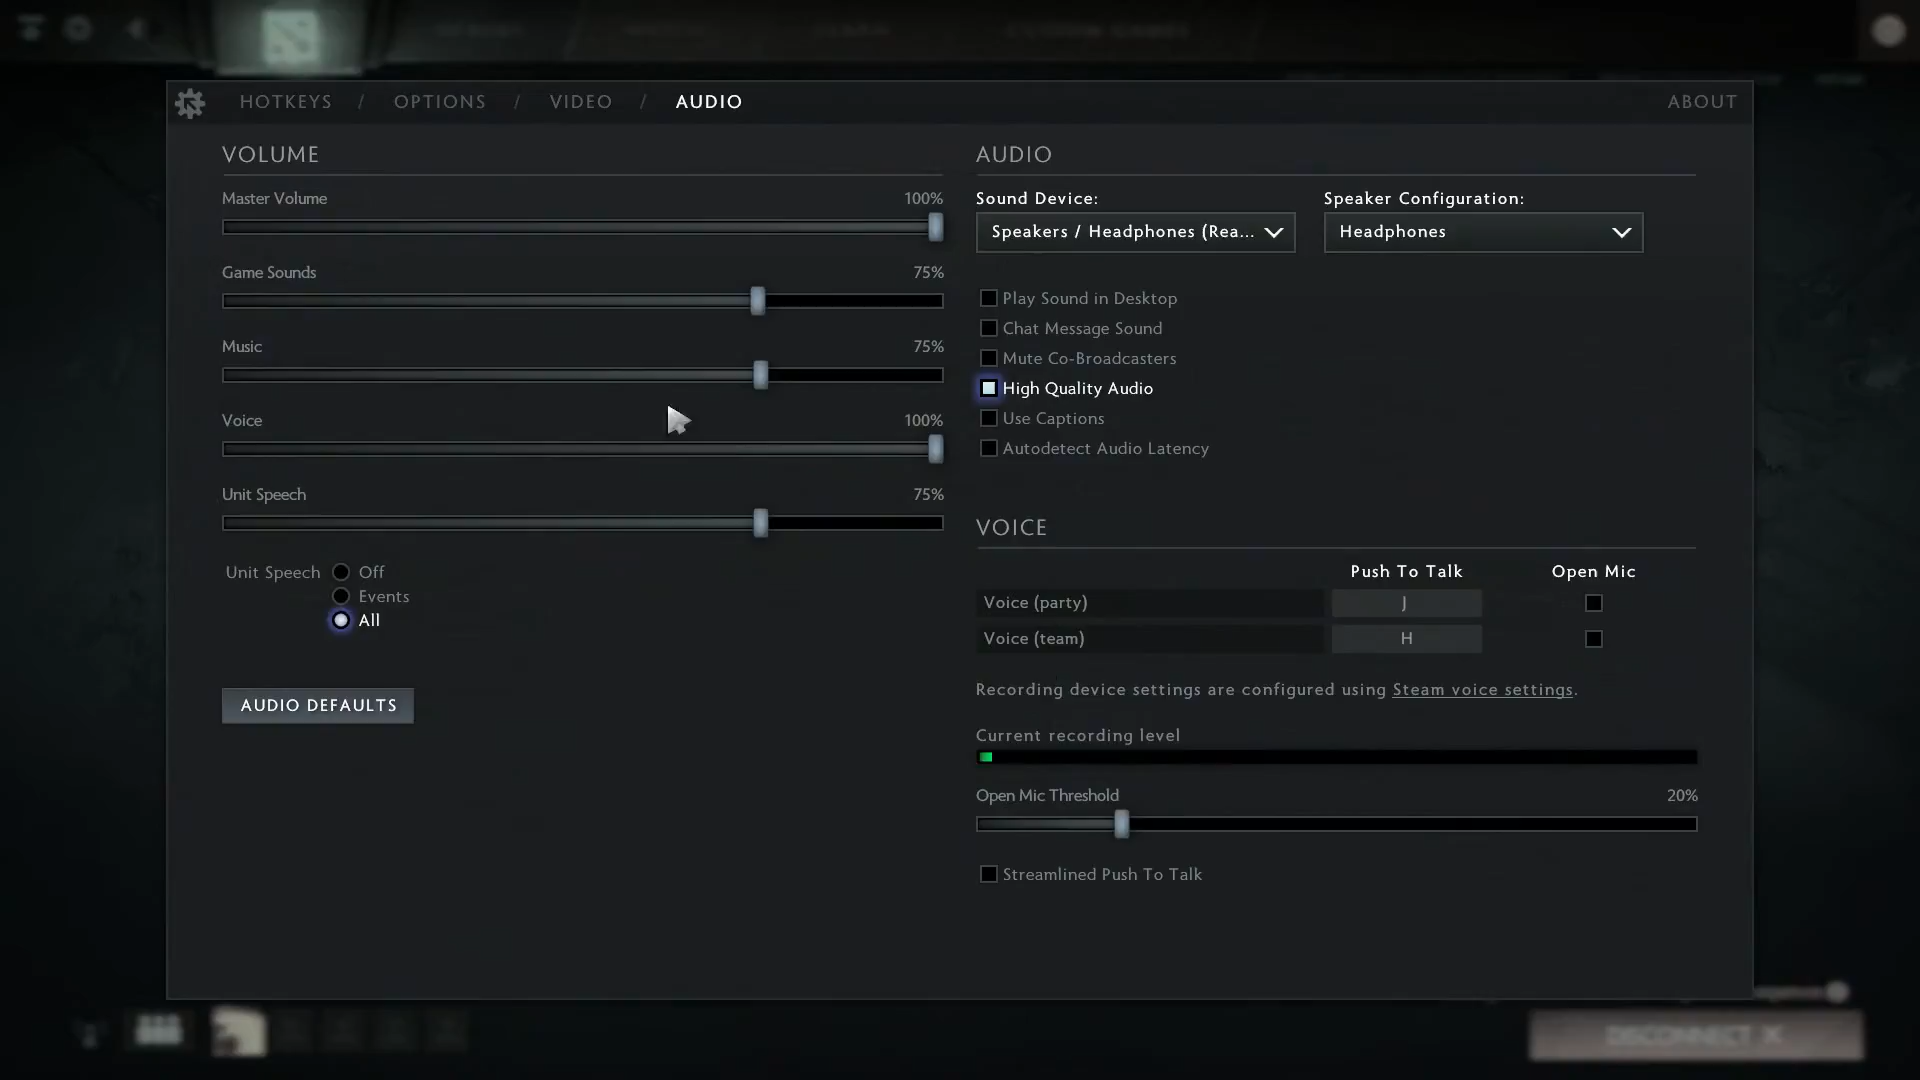 HOTKEYS / OPTIONS / VIDEO / AUDIO
ABOUT
VOLUME
Master Volume 100%
Game Sounds 75%
Music 75%
Voice 100%
Unit Speech 75%
Unit Speech Off
Events
All
AUDIO DEFAULTS
AUDIO
Sound Device: Speaker Configuration:
Speakers / Headphones (Rea... Headphones
Play Sound in Desktop
Chat Message Sound
Mute Co-Broadcasters
High Quality Audio
Use Captions
Autodetect Audio Latency
VOICE
Push To Talk Open Mic
Voice (party) J
Voice (team) H
Recording device settings are configured using Steam voice settings.
Current recording level
Open Mic Threshold 20%
Streamlined Push To Talk
DISCONNECT X